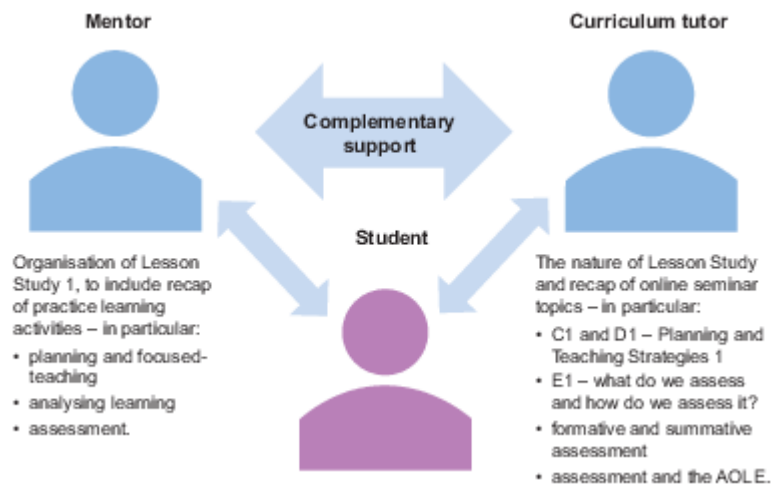 Mentor
Curriculum tutor
Complementary
support
Student
Organisation of Lesson
Study 1, to include recap
of practice learning
activities – in particular:
• planning and focused-
teaching
• analysing learning
• assessment.
The nature of Lesson Study
and recap of online seminar
topics – in particular:
• C1 and D1 – Planning and
Teaching Strategies 1
• E1 – what do we assess
and how do we assess it?
• formative and summative
assessment
• assessment and the AOLE.